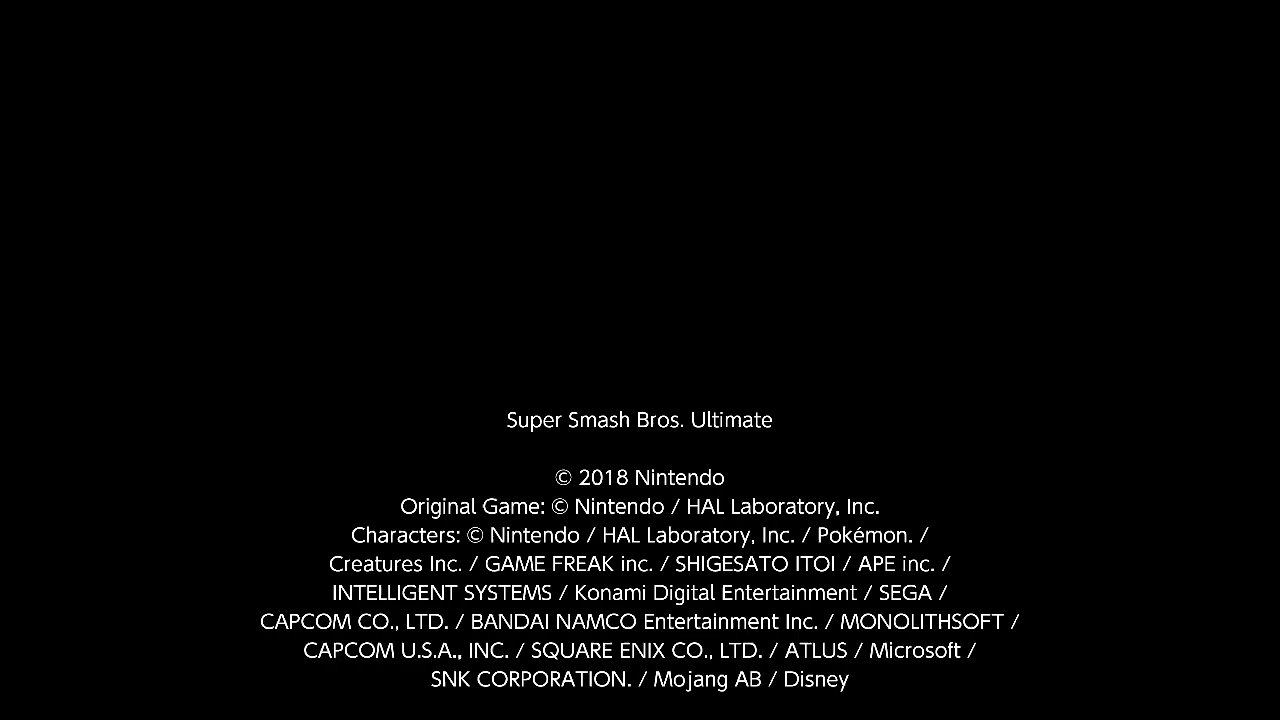 Super Smash Bros. Ultimate
© 2018 Nintendo
Original Game: © Nintendo / HAL Laboratory, Inc.
Characters: © Nintendo / HAL Laboratory, Inc. / Pokémon. /
Creatures Inc. / GAME FREAK inc. / SHIGESATO ITOI / APE inc. /
INTELLIGENT SYSTEMS / Konami Digital Entertainment / SEGA /
CAPCOM CO., LTD. / BANDAI NAMCO Entertainment Inc. / MONOLITHSOFT /
CAPCOM U.S.A., INC. / SQUARE ENIX CO., LTD. / ATLUS / Microsoft /
SNK CORPORATION. / Mojang AB / Disney